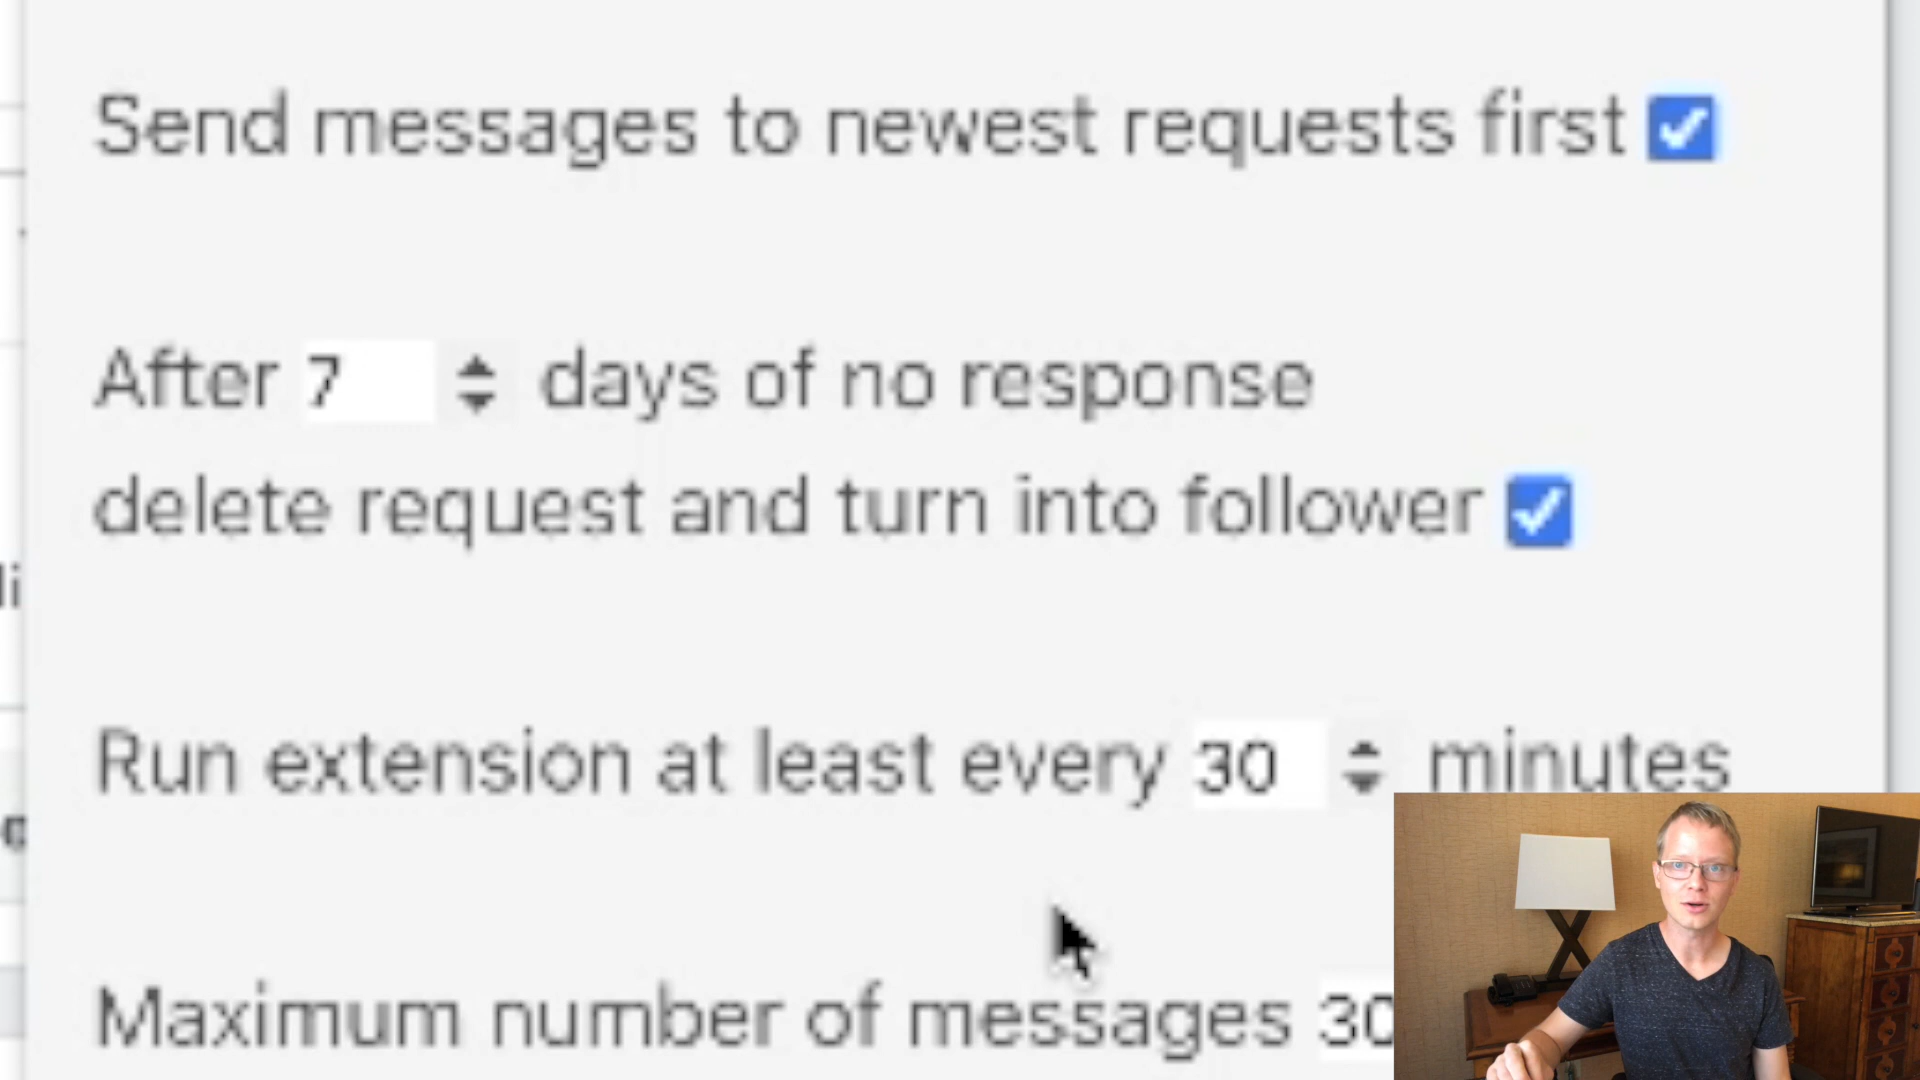 Send messages to newest requests first
After 7 days of no response
delete request and turn into follower
Run extension at least every 30 minutes
Maximum number of messages 30